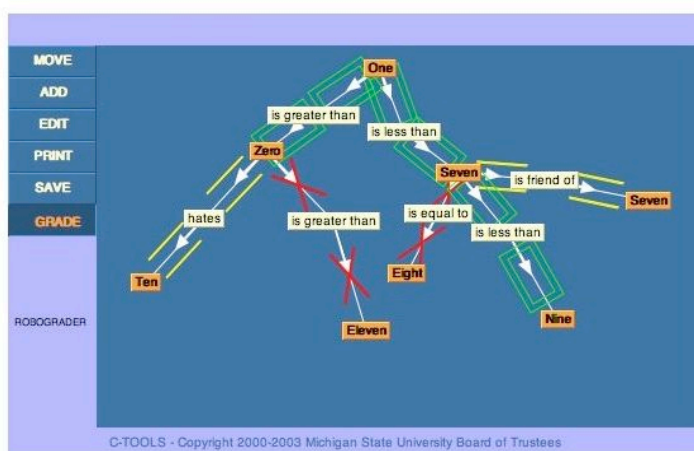 MOVE
ADD
EDIT
PRINT
SAVE
GRADE
ROBOGRADER
One
is greater than
is less than
Zero
Seven
is friend of
Seven
hates
is greater than
is equal to
is less than
Ten
Eight
Eleven
Nine
C-TOOLS - Copyright 2000-2003 Michigan State University Board of Trustees